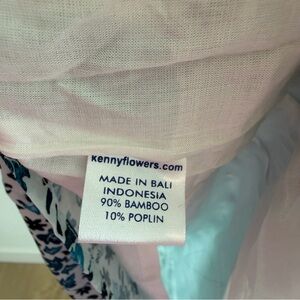 kennyflowers.com
MADE IN BALI
INDONESIA
90% BAMBOO
10% POPLIN